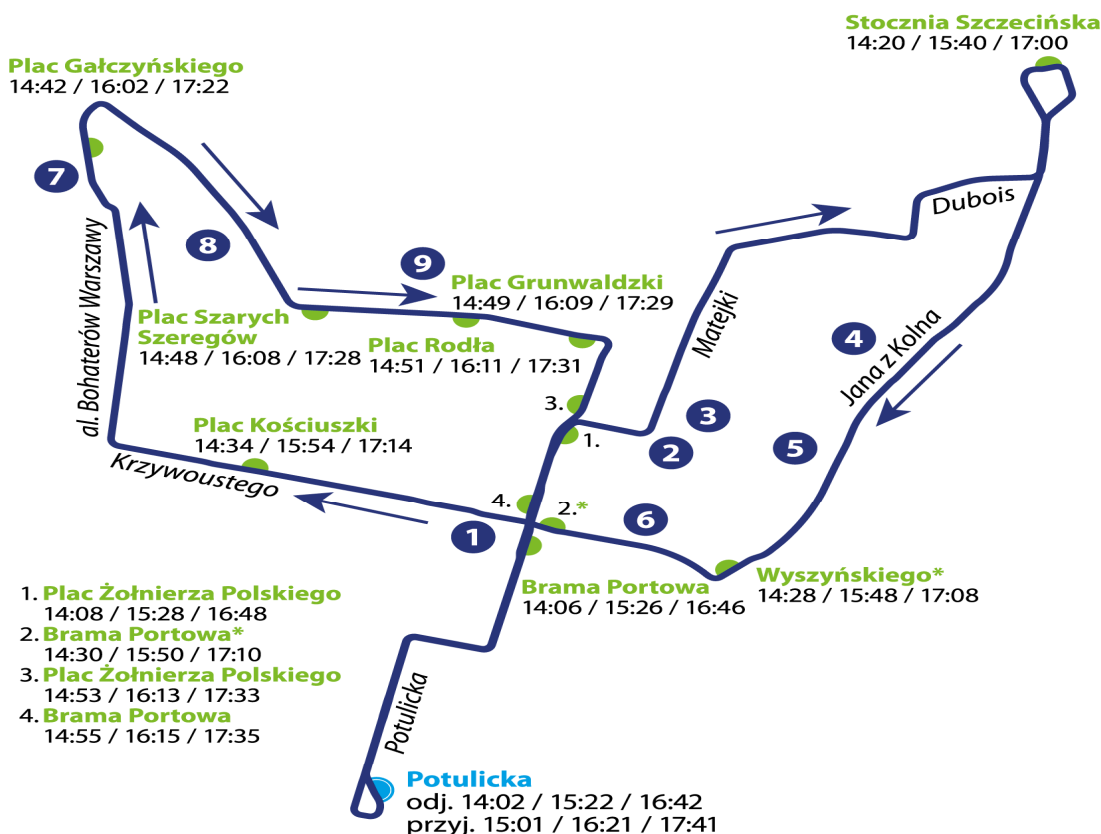 Stocznia Szczecińska
14:20 / 15:40 / 17:00
Plac Gałczyńskiego
14:42 / 16:02 / 17:22
7
Dubois
8
9
al. Bohaterów Warszawy
Plac Grunwaldzki
14:49 / 16:09 / 17:29
Plac Szarych
Szeregów
14:48 / 16:08 / 17:28
Plac Rodła
14:51 / 16:11 / 17:31
Matejki
4
Jana z Kolna
3.
3
Plac Kościuszki
14:34 / 15:54 / 17:14
1.
2
5
Krzywoustego
4.
2.*
6
1
Brama Portowa
14:06 / 15:26 / 16:46
Wyszyńskiego*
14:28 / 15:48 / 17:08
1. Plac Żołnierza Polskiego
14:08 / 15:28 / 16:48
2. Brama Portowa*
14:30 / 15:50 / 17:10
3. Plac Żołnierza Polskiego
14:53 / 16:13 / 17:33
4. Brama Portowa
14:55 / 16:15 / 17:35
Potulicka
Potulicka
odj. 14:02 / 15:22 / 16:42
przyj. 15:01 / 16:21 / 17:41